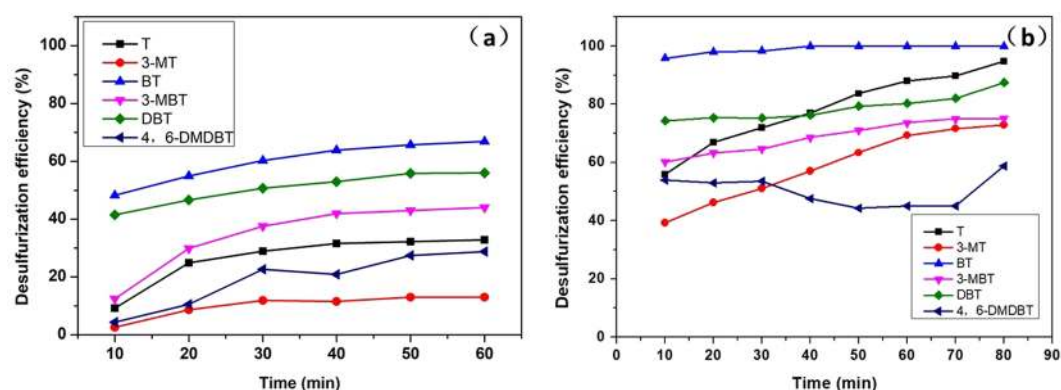 (a)
T
3-MT
BT
3-MBT
DBT
4，6-DMDBT
Desulfurization efficiency (%)
100
80
60
40
20
0
10 20 30 40 50 60
Time (min)
(b)
Desulfurization efficiency (%)
100
80
60
40
20
0
T
3-MT
BT
3-MBT
DBT
4，6-DMDBT
0 10 20 30 40 50 60 70 80 90
Time (min)